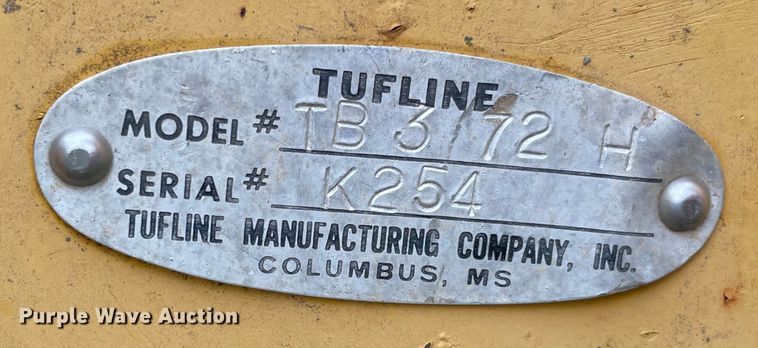 TUFLINE
MODEL# TB 3/72 H
SERIAL# K254
TUFLINE MANUFACTURING COMPANY, INC.
COLUMBUS, MS
Purple Wave Auction